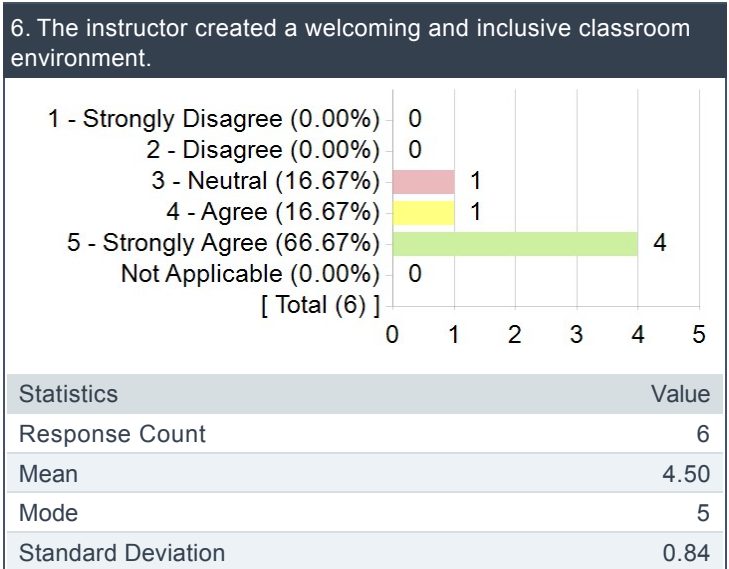 6. The instructor created a welcoming and inclusive classroom
environment.
1 - Strongly Disagree (0.00%) 0
2 - Disagree (0.00%) 0
3 - Neutral (16.67%) 1
4 - Agree (16.67%) 1
5 - Strongly Agree (66.67%) 4
Not Applicable (0.00%) 0
[ Total (6) ]
0 1 2 3 4 5
Statistics Value
Response Count 6
Mean 4.50
Mode 5
Standard Deviation 0.84